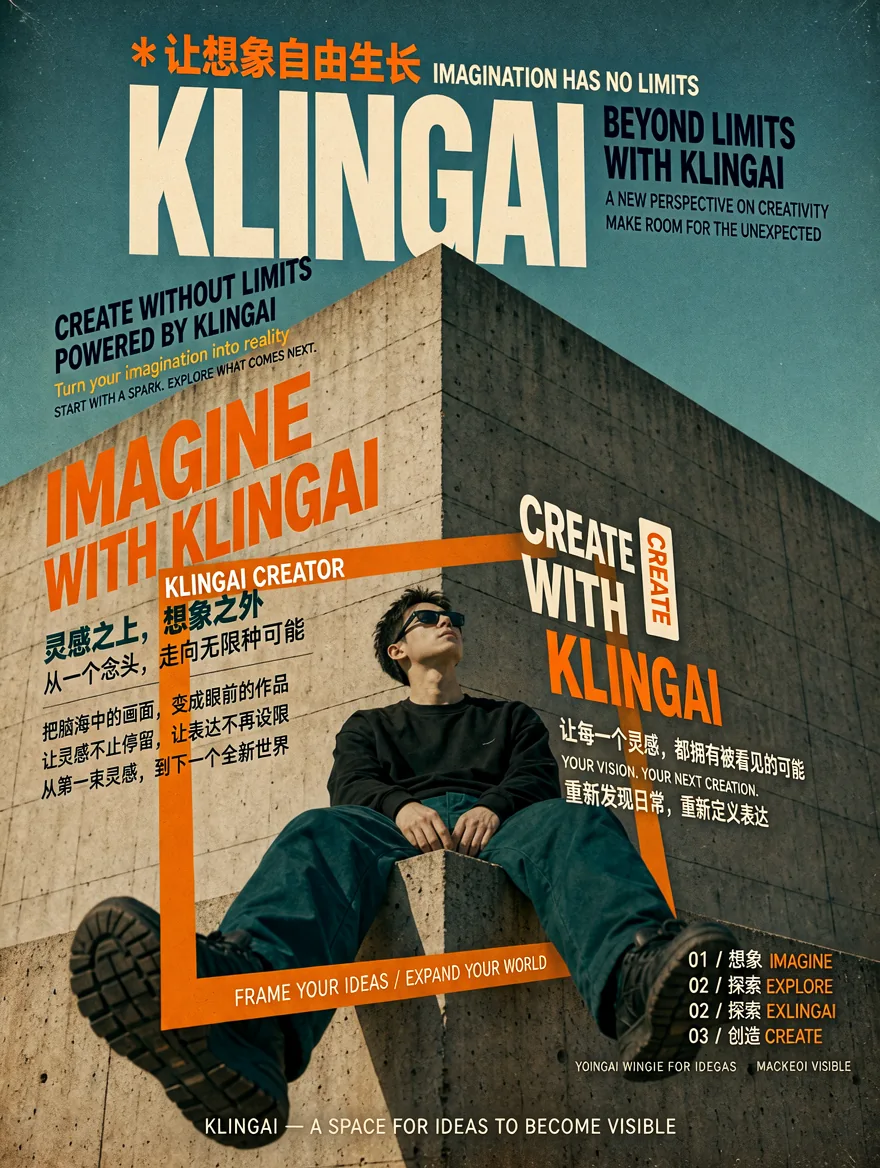 *让想象自由生长
IMAGINATION HAS NO LIMITS
KLINGAI
BEYOND LIMITS
WITH KLINGAI
A NEW PERSPECTIVE ON CREATIVITY
MAKE ROOM FOR THE UNEXPECTED
CREATE WITHOUT LIMITS
POWERED BY KLINGAI
Turn your imagination into reality
START WITH A SPARK. EXPLORE WHAT COMES NEXT.
IMAGINE
WITH KLINGAI
KLINGAI CREATOR
灵感之上，想象之外
从一个念头，走向无限种可能
把脑海中的画面，变成眼前的作品
让灵感不止停留，让表达不再设限
从第一束灵感，到下一个全新世界
CREATE
WITH
CREATE
KLINGAI
让每一个灵感，都拥有被看见的可能
YOUR VISION. YOUR NEXT CREATION.
重新发现日常，重新定义表达
FRAME YOUR IDEAS / EXPAND YOUR WORLD
01 / 想象 IMAGINE
02 / 探索 EXPLORE
02 / 探索 EXLINGAI
03 / 创造 CREATE
YOINGAI WINGIE FOR IDEGAS MACKEOI VISIBLE
KLINGAI — A SPACE FOR IDEAS TO BECOME VISIBLE